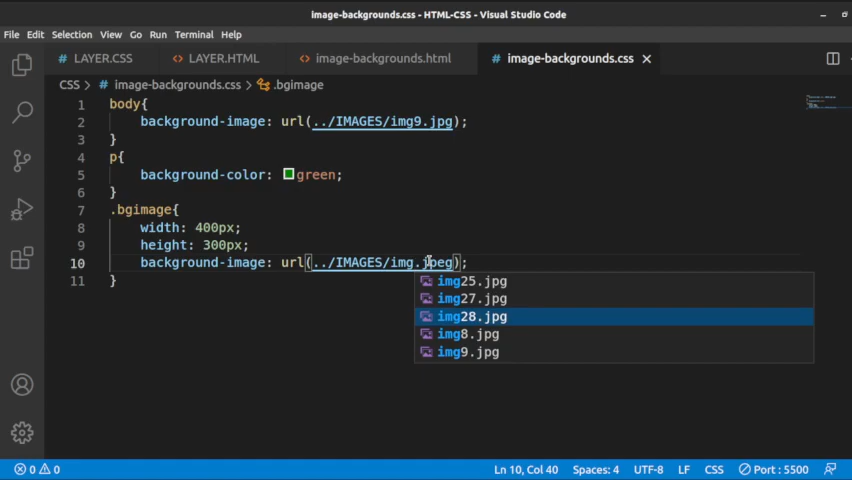 image-backgrounds.css - HTML-CSS - Visual Studio Code
File Edit Selection View Go Run Terminal Help
# LAYER.CSS <> LAYER.HTML <> image-backgrounds.html # image-backgrounds.css
CSS > # image-backgrounds.css > .bgimage
1 body{
2 background-image: url(../IMAGES/img9.jpg);
3 }
4 p{
5 background-color: green;
6 }
7 .bgimage{
8 width: 400px;
9 height: 300px;
10 background-image: url(../IMAGES/img.jpeg);
11 }
img25.jpg
img27.jpg
img28.jpg
img8.jpg
img9.jpg
0 0 Ln 10, Col 40 Spaces: 4 UTF-8 LF CSS Port : 5500